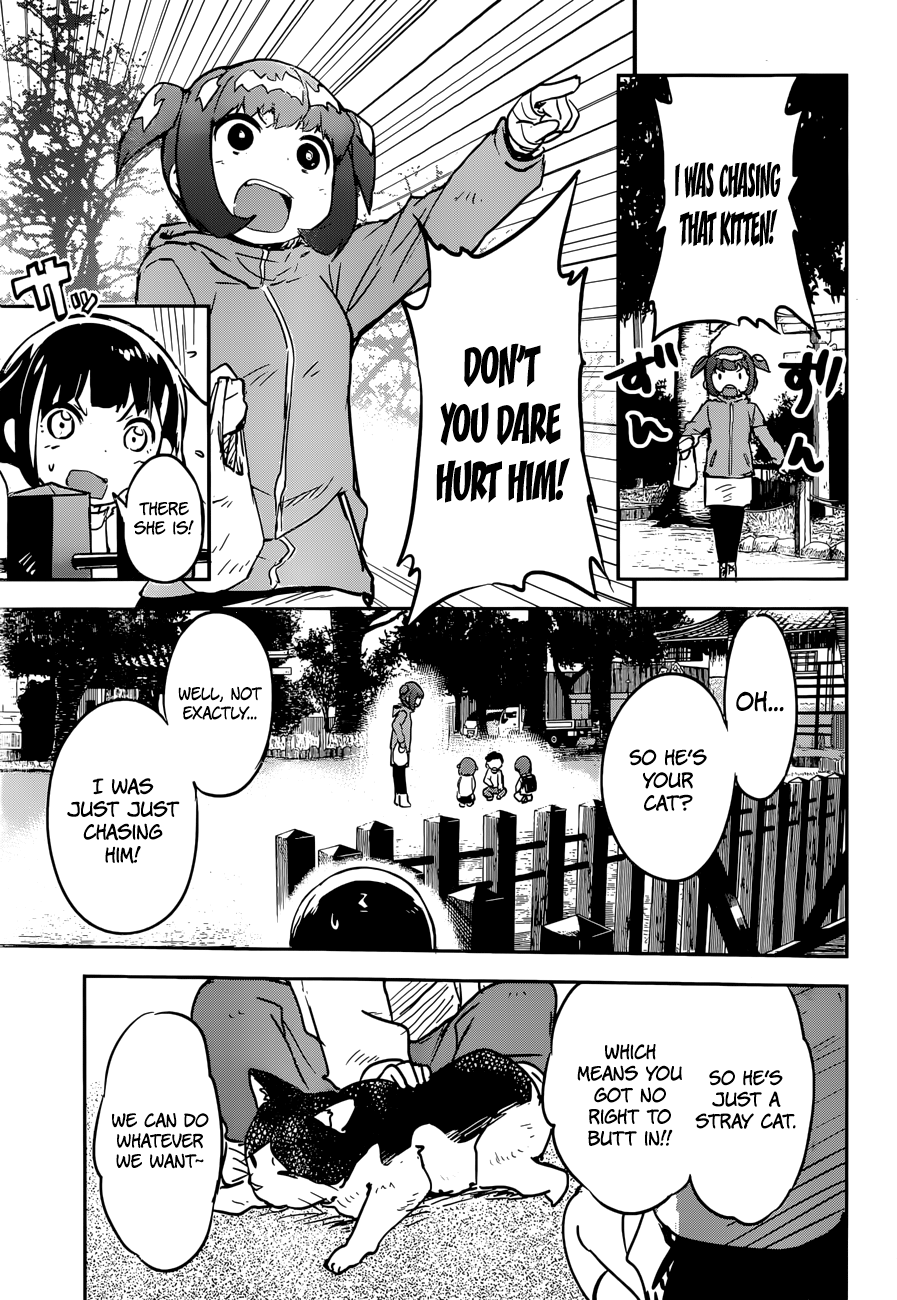 I WAS CHASING
THAT KITTEN!
ずん
ずん
DON'T
YOU DARE
HURT HIM!
サッ
THERE
SHE IS!
OH...
SO HE'S
YOUR
CAT?
WELL, NOT
EXACTLY...
I WAS
JUST JUST
CHASING
HIM!
SO HE'S
JUST A
STRAY CAT.
WHICH
MEANS YOU
GOT NO
RIGHT TO
BUTT IN!!
WE CAN DO
WHATEVER
WE WANT~